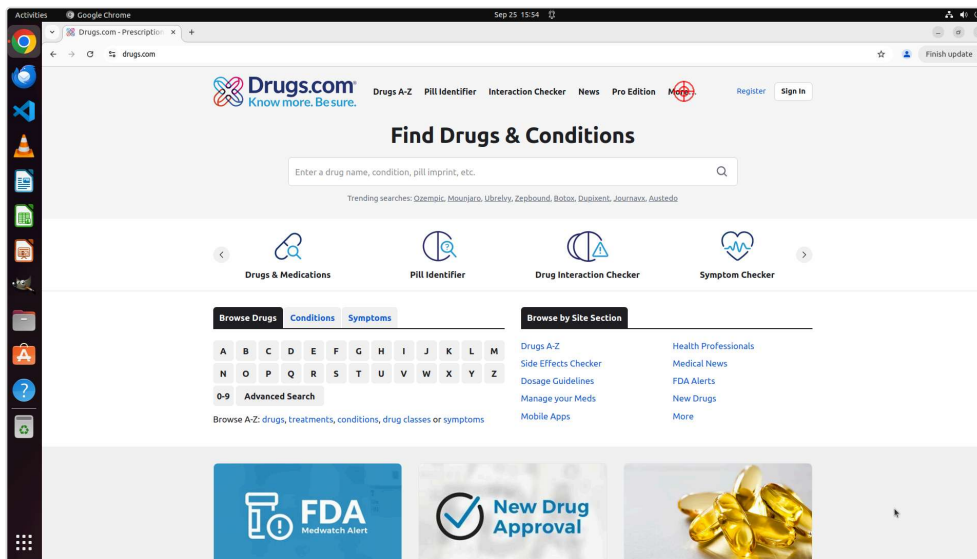 Activities Google Chrome Sep 25 15:54
Drugs.com - Prescription
drugs.com Finish update
Drugs.com®
Know more. Be sure.
Drugs A-Z Pill Identifier Interaction Checker News Pro Edition More... Register Sign In
Find Drugs & Conditions
Enter a drug name, condition, pill imprint, etc.
Trending searches: Ozempic, Mounjaro, Ubrelvy, Zepbound, Botox, Dupixent, Journavx, Austedo
Drugs & Medications Pill Identifier Drug Interaction Checker Symptom Checker
Browse Drugs Conditions Symptoms Browse by Site Section
A B C D E F G H I J K L M
N O P Q R S T U V W X Y Z
0-9 Advanced Search
Browse A-Z: drugs, treatments, conditions, drug classes or symptoms
Drugs A-Z Health Professionals
Side Effects Checker Medical News
Dosage Guidelines FDA Alerts
Manage your Meds New Drugs
Mobile Apps More
FDA
Medwatch Alert
New Drug
Approval